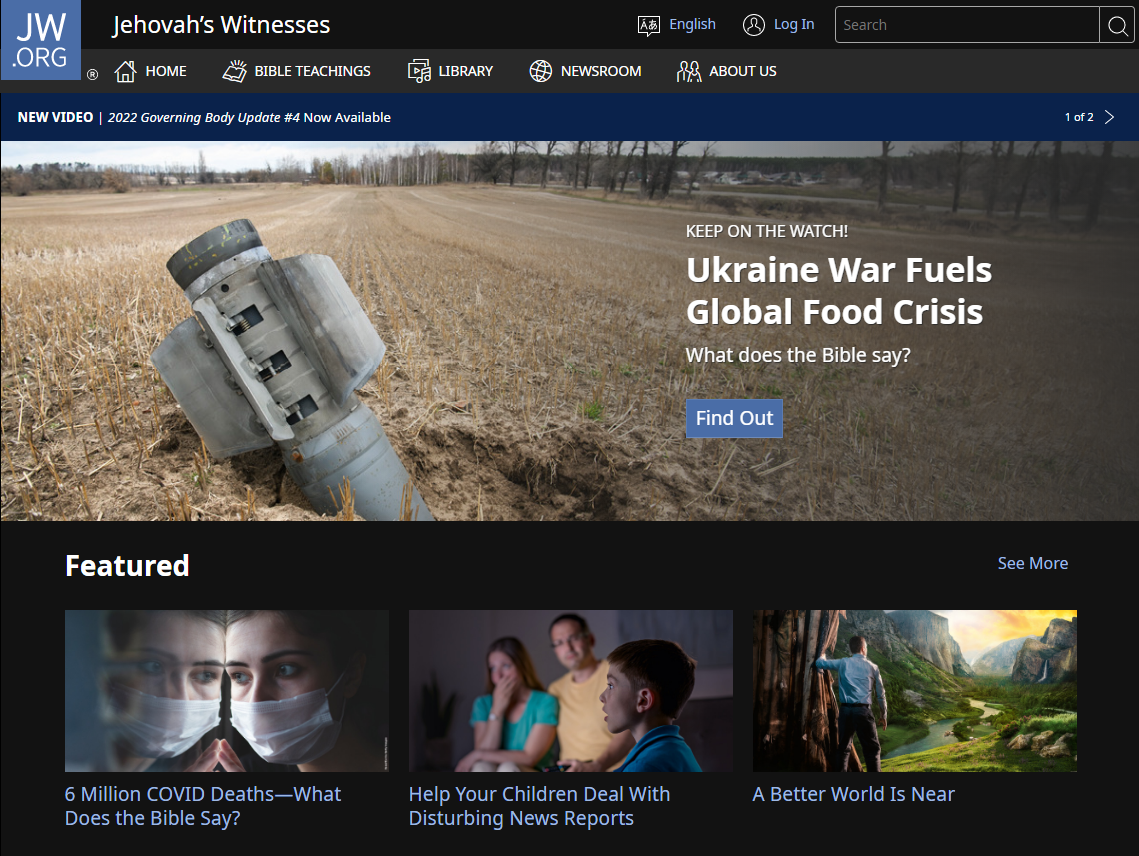 JW
.ORG
®
Jehovah’s Witnesses
English
Log In
Search
HOME
BIBLE TEACHINGS
LIBRARY
NEWSROOM
ABOUT US
NEW VIDEO | 2022 Governing Body Update #4 Now Available
1 of 2
KEEP ON THE WATCH!
Ukraine War Fuels
Global Food Crisis
What does the Bible say?
Find Out
Featured
See More
6 Million COVID Deaths—What
Does the Bible Say?
Help Your Children Deal With
Disturbing News Reports
A Better World Is Near